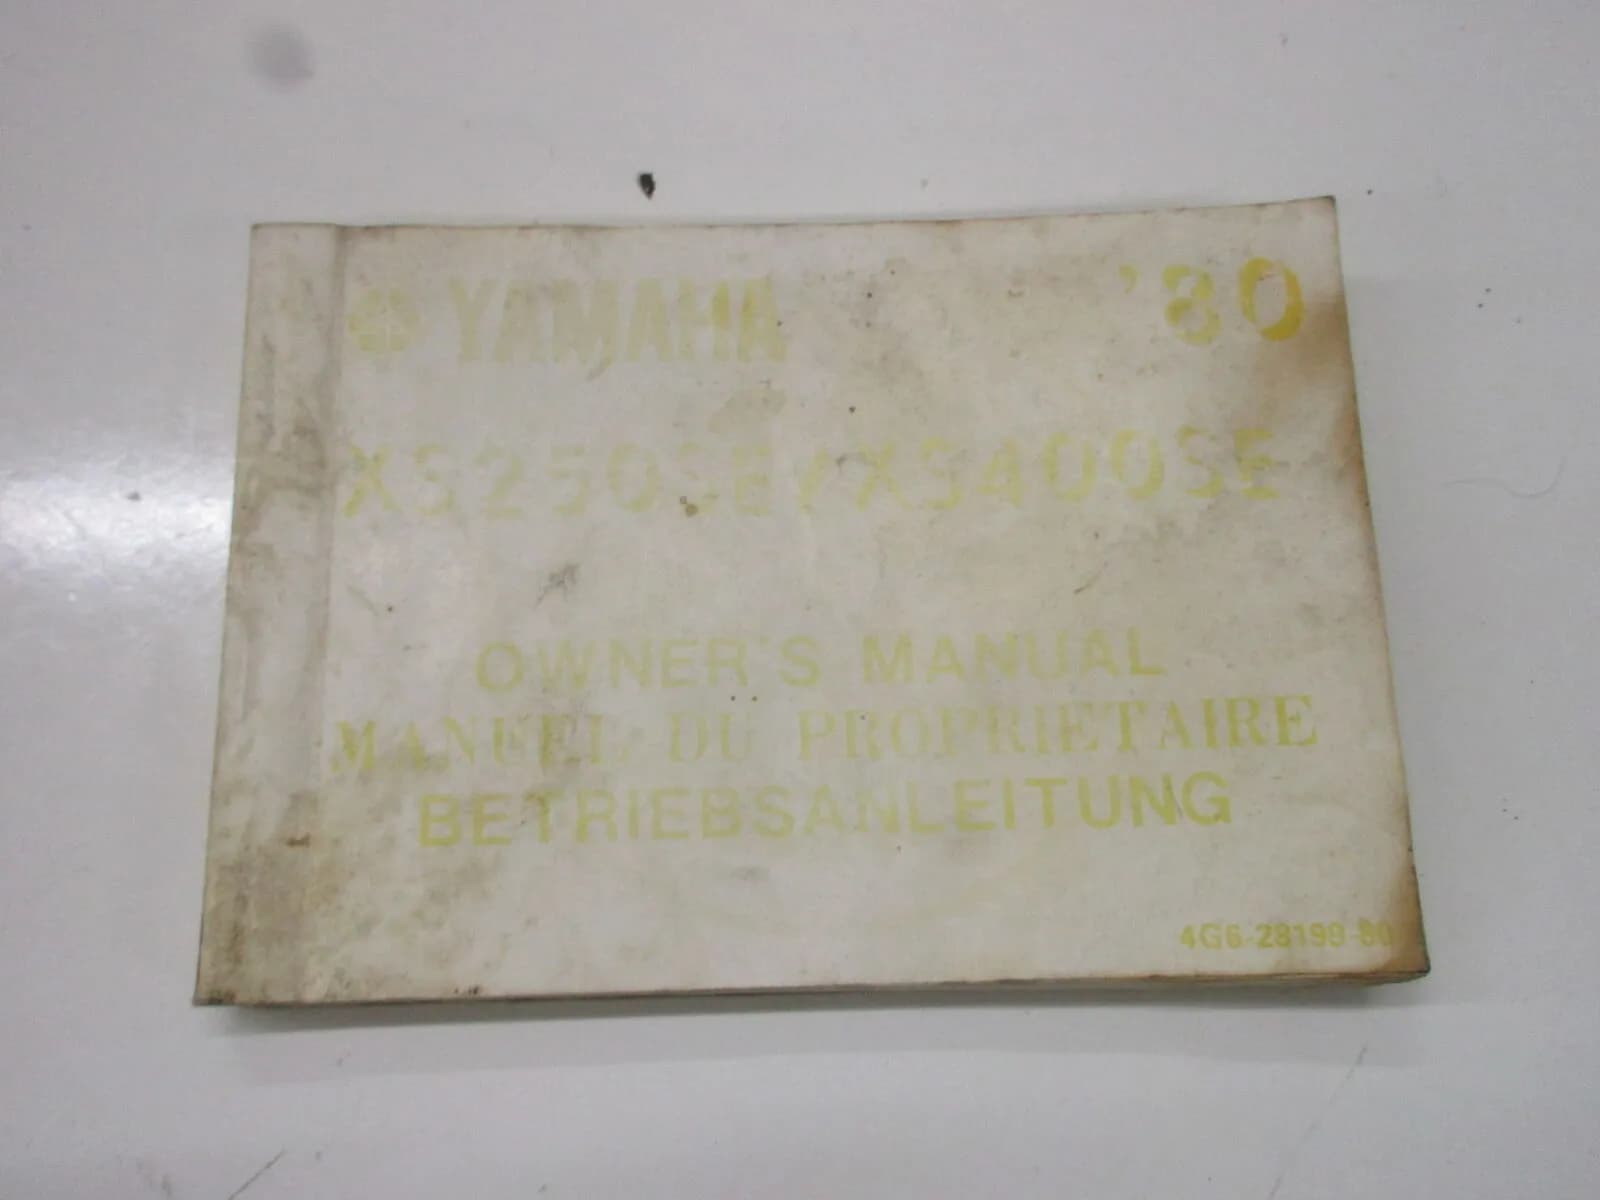 YAMAHA '80
XS250SE/XS400SE
OWNER'S MANUAL
MANUEL DU PROPRIETAIRE
BETRIEBSANLEITUNG
4G6-28199-80